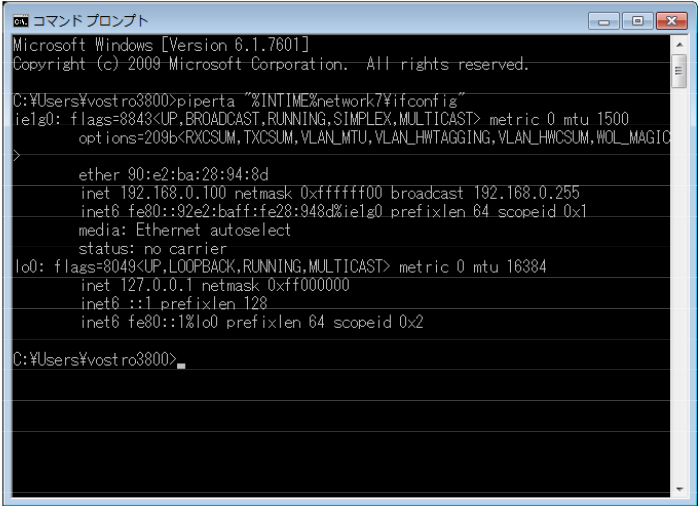 コマンド プロンプト
Microsoft Windows [Version 6.1.7601]
Copyright (c) 2009 Microsoft Corporation.  All rights reserved.
C:¥Users¥vostro3800>piperta "%INTIME%network7¥ifconfig"
ie1g0: flags=8843<UP,BROADCAST,RUNNING,SIMPLEX,MULTICAST> metric 0 mtu 1500
options=209b<RXCSUM,TXCSUM,VLAN_MTU,VLAN_HWTAGGING,VLAN_HWCSUM,WOL_MAGIC
>
ether 90:e2:ba:28:94:8d
inet 192.168.0.100 netmask 0xffffff00 broadcast 192.168.0.255
inet6 fe80::92e2:baff:fe28:948d%ie1g0 prefixlen 64 scopeid 0x1
media: Ethernet autoselect
status: no carrier
lo0: flags=8049<UP,LOOPBACK,RUNNING,MULTICAST> metric 0 mtu 16384
inet 127.0.0.1 netmask 0xff000000
inet6 ::1 prefixlen 128
inet6 fe80::1%lo0 prefixlen 64 scopeid 0x2
C:¥Users¥vostro3800>